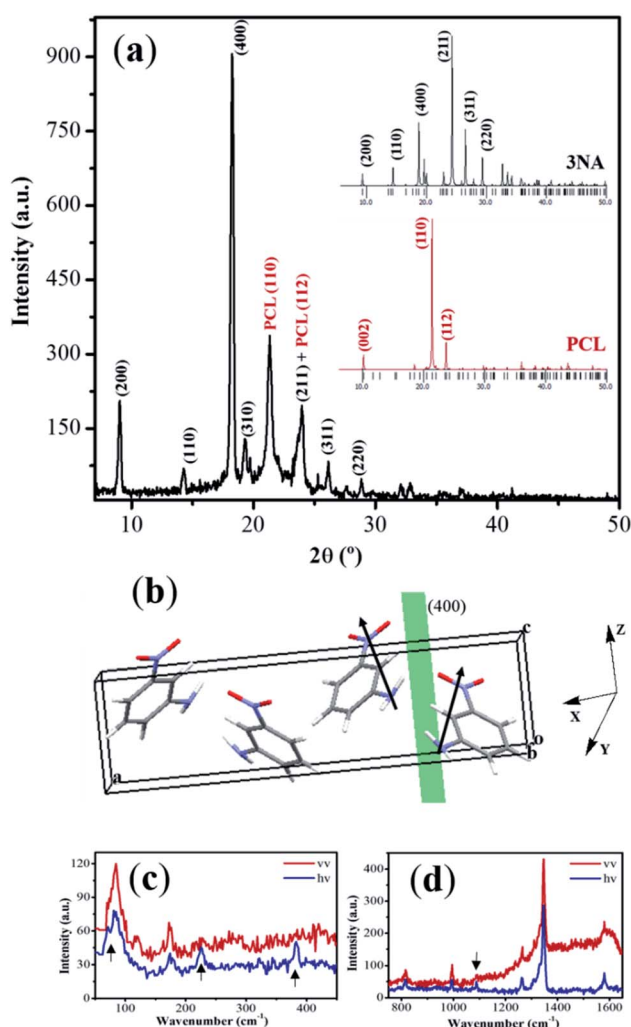 (a)
Intensity (a.u.)
900
750
600
450
300
150
(200)
(110)
(400)
(310)
PCL (110)
(211) + PCL (112)
(311)
(220)
10
20
30
40
50
2θ (°)
(200)
(110)
(400)
(211)
(311)
(220)
3NA
10.0
20.0
30.0
40.0
50.0
(002)
(110)
(112)
PCL
10.0
20.0
30.0
40.0
50.0
(b)
(400)
c
o
b
a
Z
X
Y
(c)
vv
hv
Intensity (a.u.)
120
90
60
30
0
100
200
300
400
Wavenumber (cm⁻¹)
(d)
vv
hv
Intensity (a.u.)
400
300
200
100
0
800
1000
1200
1400
1600
Wavenumber (cm⁻¹)